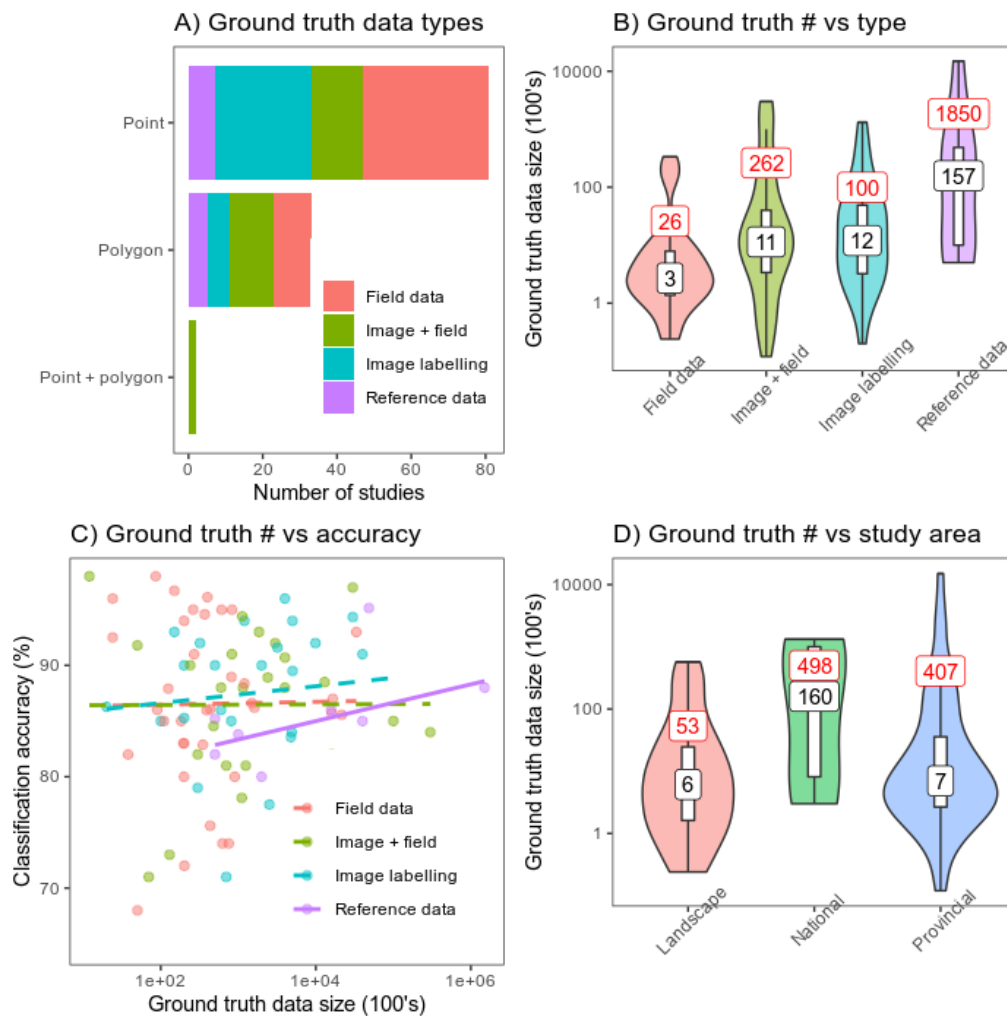 A) Ground truth data types
Point
Polygon
Point + polygon
Field data
Image + field
Image labelling
Reference data
0 20 40 60 80
Number of studies
B) Ground truth # vs type
Ground truth data size (100's)
10000
100
1
26
3
262
11
100
12
1850
157
Field data
Image + field
Image labelling
Reference data
C) Ground truth # vs accuracy
Classification accuracy (%)
90
80
70
Field data
Image + field
Image labelling
Reference data
1e+02 1e+04 1e+06
Ground truth data size (100's)
D) Ground truth # vs study area
Ground truth data size (100's)
10000
100
1
53
6
498
160
407
7
Landscape
National
Provincial